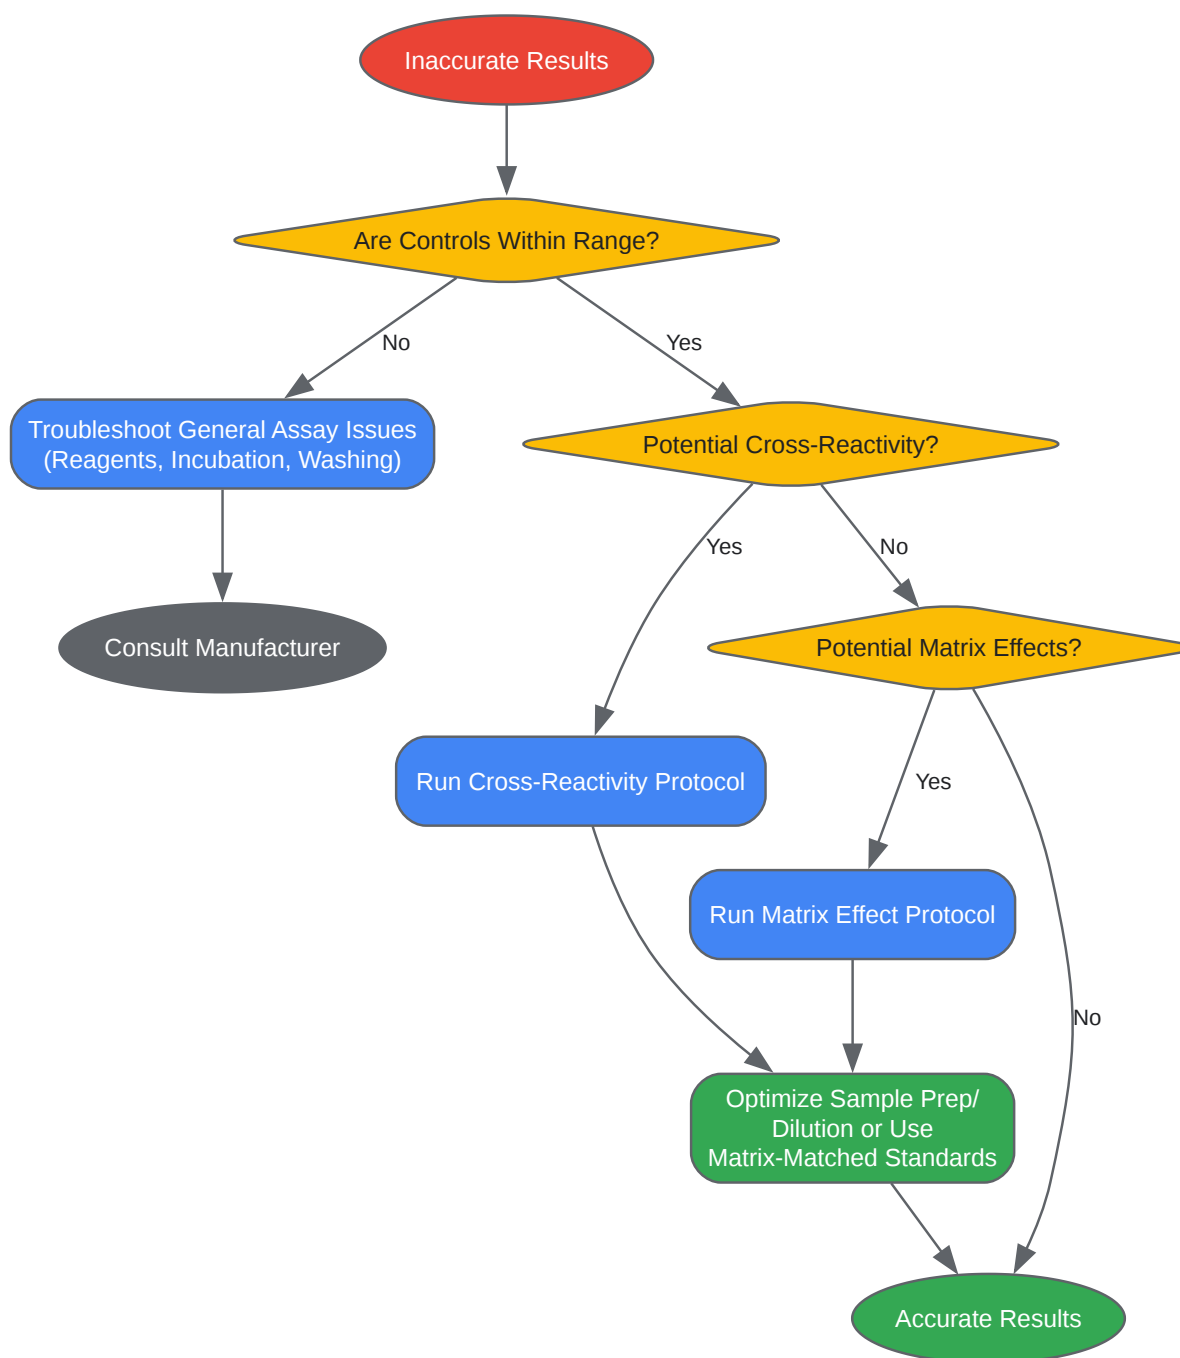 Inaccurate Results
Are Controls Within Range?
No
Yes
Troubleshoot General Assay Issues
(Reagents, Incubation, Washing)
Potential Cross-Reactivity?
Yes
No
Consult Manufacturer
Potential Matrix Effects?
Run Cross-Reactivity Protocol
Yes
Run Matrix Effect Protocol
No
Optimize Sample Prep/
Dilution or Use
Matrix-Matched Standards
Accurate Results